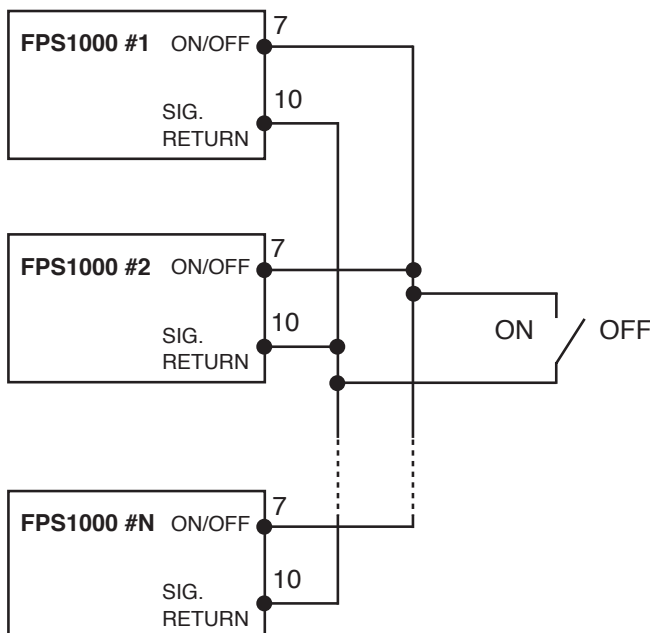 7
FPS1000 #1 ON/OFF
10
SIG.
RETURN
7
FPS1000 #2 ON/OFF
10
SIG.
RETURN
ON OFF
7
FPS1000 #N ON/OFF
10
SIG.
RETURN